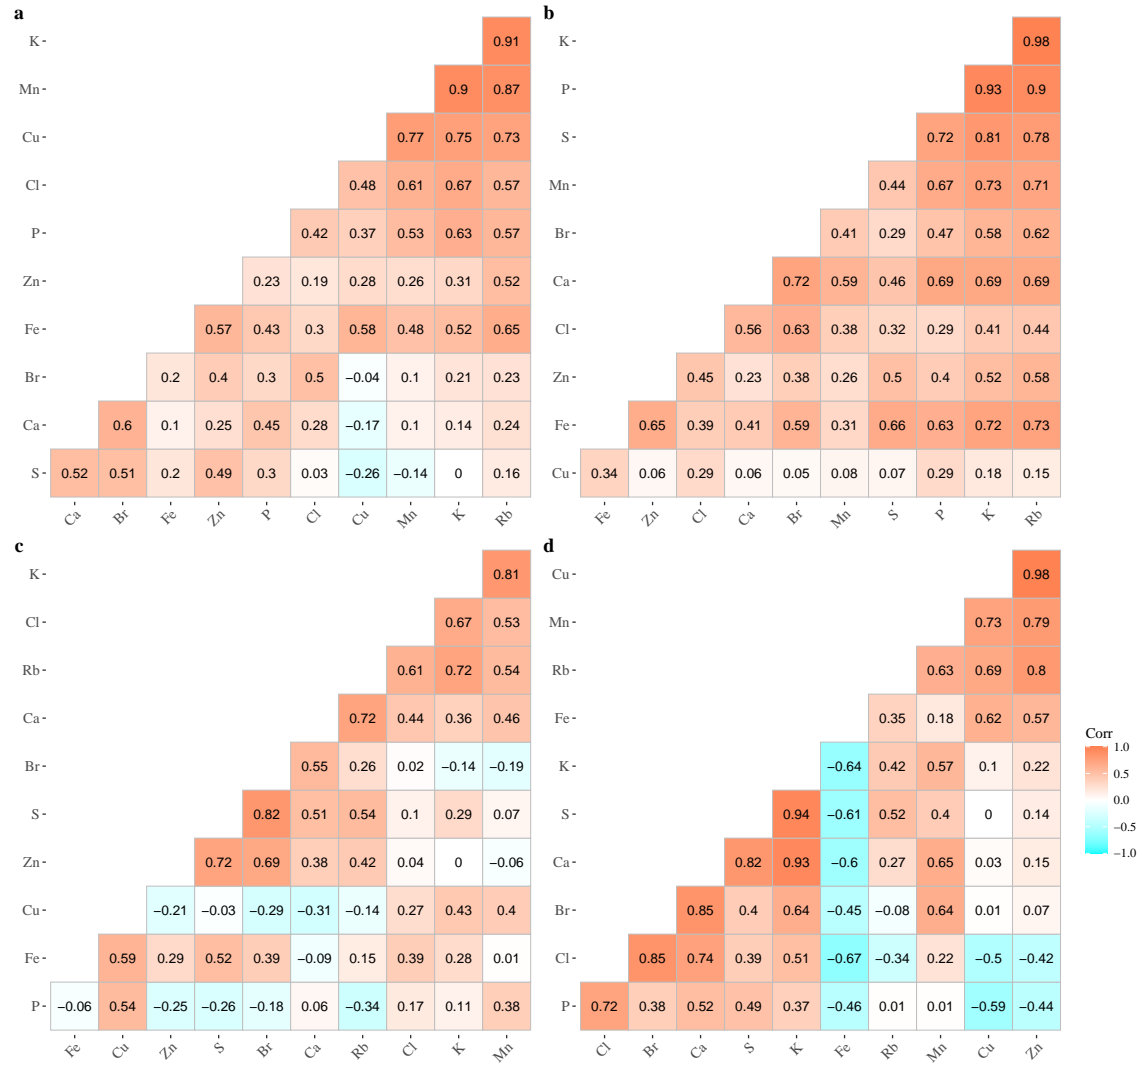 a
K 0.91
Mn 0.9 0.87
Cu 0.77 0.75 0.73
Cl 0.48 0.61 0.67 0.57
P 0.42 0.37 0.53 0.63 0.57
Zn 0.23 0.19 0.28 0.26 0.31 0.52
Fe 0.57 0.43 0.3 0.58 0.48 0.52 0.65
Br 0.2 0.4 0.3 0.5 −0.04 0.1 0.21 0.23
Ca 0.6 0.1 0.25 0.45 0.28 −0.17 0.1 0.14 0.24
S 0.52 0.51 0.2 0.49 0.3 0.03 −0.26 −0.14 0 0.16
Ca Br Fe Zn P Cl Cu Mn K Rb
b
K 0.98
P 0.93 0.9
S 0.72 0.81 0.78
Mn 0.44 0.67 0.73 0.71
Br 0.41 0.29 0.47 0.58 0.62
Ca 0.72 0.59 0.46 0.69 0.69 0.69
Cl 0.56 0.63 0.38 0.32 0.29 0.41 0.44
Zn 0.45 0.23 0.38 0.26 0.5 0.4 0.52 0.58
Fe 0.65 0.39 0.41 0.59 0.31 0.66 0.63 0.72 0.73
Cu 0.34 0.06 0.29 0.06 0.05 0.08 0.07 0.29 0.18 0.15
Fe Zn Cl Ca Br Mn S P K Rb
c
K 0.81
Cl 0.67 0.53
Rb 0.61 0.72 0.54
Ca 0.72 0.44 0.36 0.46
Br 0.55 0.26 0.02 −0.14 −0.19
S 0.82 0.51 0.54 0.1 0.29 0.07
Zn 0.72 0.69 0.38 0.42 0.04 0 −0.06
Cu −0.21 −0.03 −0.29 −0.31 −0.14 0.27 0.43 0.4
Fe 0.59 0.29 0.52 0.39 −0.09 0.15 0.39 0.28 0.01
P −0.06 0.54 −0.25 −0.26 −0.18 0.06 −0.34 0.17 0.11 0.38
Fe Cu Zn S Br Ca Rb Cl K Mn
d
Cu 0.98
Mn 0.73 0.79
Rb 0.63 0.69 0.8
Fe 0.35 0.18 0.62 0.57
K −0.64 0.42 0.57 0.1 0.22
S 0.94 −0.61 0.52 0.4 0 0.14
Ca 0.82 0.93 −0.6 0.27 0.65 0.03 0.15
Br 0.85 0.4 0.64 −0.45 −0.08 0.64 0.01 0.07
Cl 0.85 0.74 0.39 0.51 −0.67 −0.34 0.22 −0.5 −0.42
P 0.72 0.38 0.52 0.49 0.37 −0.46 0.01 0.01 −0.59 −0.44
Cl Br Ca S K Fe Rb Mn Cu Zn
Corr
1.0
0.5
0.0
−0.5
−1.0